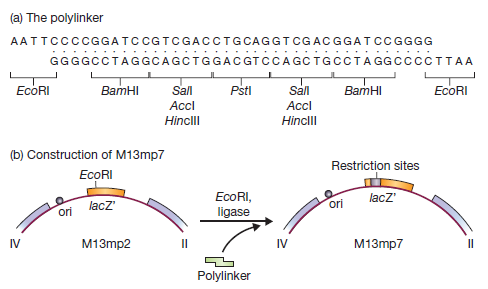 (a) The polylinker
AATTCCCCGGATCCGTCGACCTGCAGGTCGACGGATCCGGGG
GGGGCCTAGGCAGCTGGACGTCCAGCTGCCTAGGCCCCTTAA
EcoRI BamHI SalI PstI SalI BamHI EcoRI
AccI AccI
HincIII HincIII
(b) Construction of M13mp7
EcoRI
Restriction sites
ori lacZ' EcoRI, ori lacZ'
ligase
IV M13mp2 II IV M13mp7 II
Polylinker